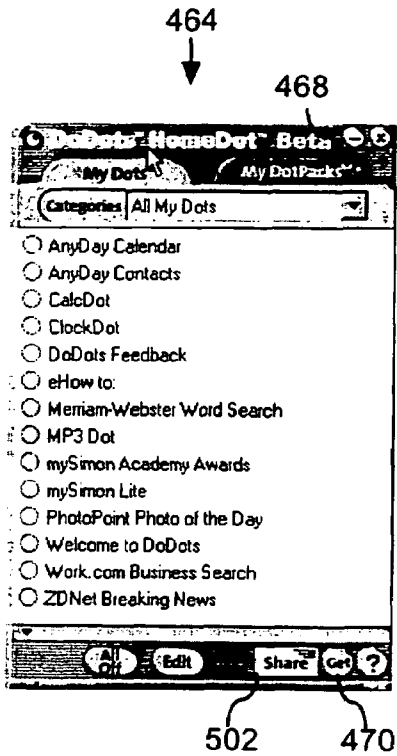 464
468
DoDots™ HomeDot™ Beta
My Dots My DotPacks
Categories All My Dots
AnyDay Calendar
AnyDay Contacts
CalcDot
ClockDot
DoDots Feedback
eHow to:
Merriam-Webster Word Search
MP3 Dot
mySimon Academy Awards
mySimon Lite
PhotoPoint Photo of the Day
Welcome to DoDots
Work.com Business Search
ZDNet Breaking News
All Off Edit Share Get ?
502 470